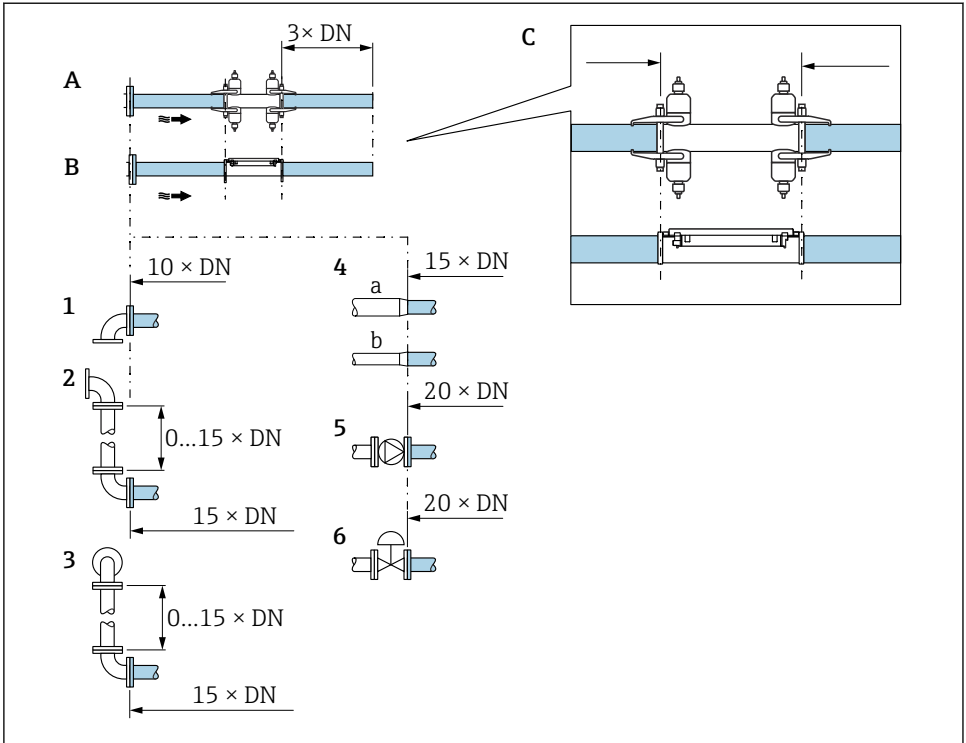 3× DN
C
A
B
10 × DN
4
15 × DN
1
a
b
2
20 × DN
0...15 × DN
5
20 × DN
15 × DN
6
3
0...15 × DN
15 × DN